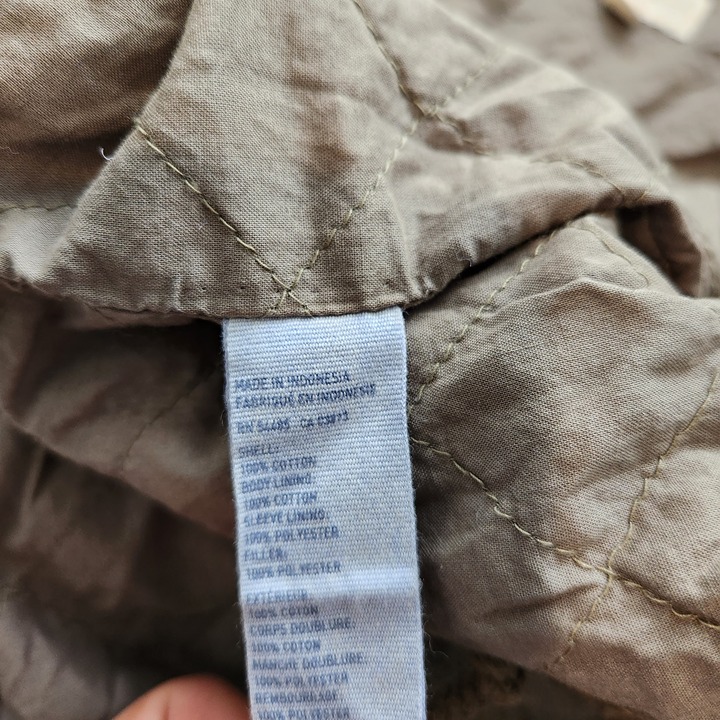 MADE IN INDONESIA
FABRIQUÉ EN INDONESIE
RN 54485 CA 03873
SHELL:
100% COTTON
BODY LINING:
100% COTTON
SLEEVE LINING:
100% POLYESTER
FILLER:
100% POLYESTER
EXTÉRIEUR:
100% COTON
CORPS DOUBLURE:
100% COTON
MANCHE DOUBLURE:
100% POLYESTER
REMBOURRAGE
100% POLYESTER